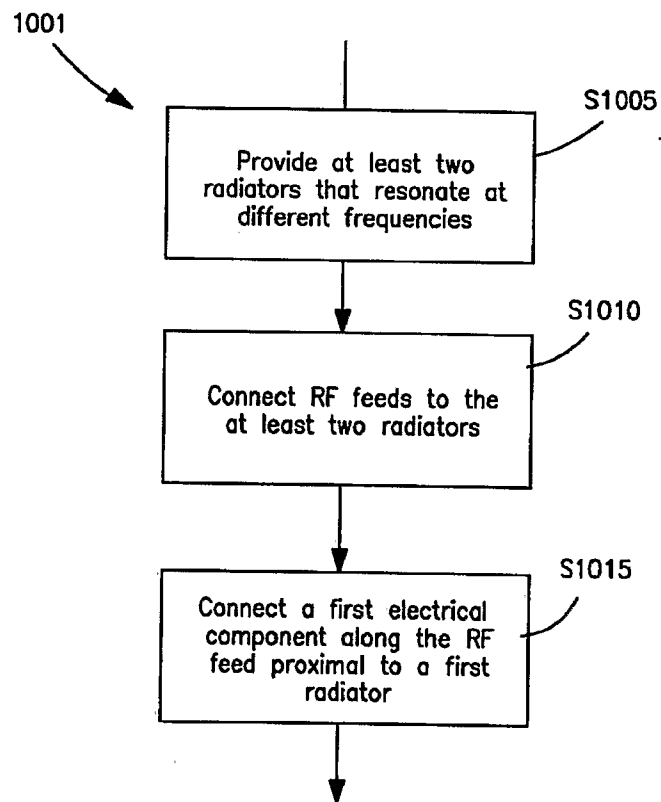 1001
S1005
Provide at least two
radiators that resonate at
different frequencies
S1010
Connect RF feeds to the
at least two radiators
S1015
Connect a first electrical
component along the RF
feed proximal to a first
radiator